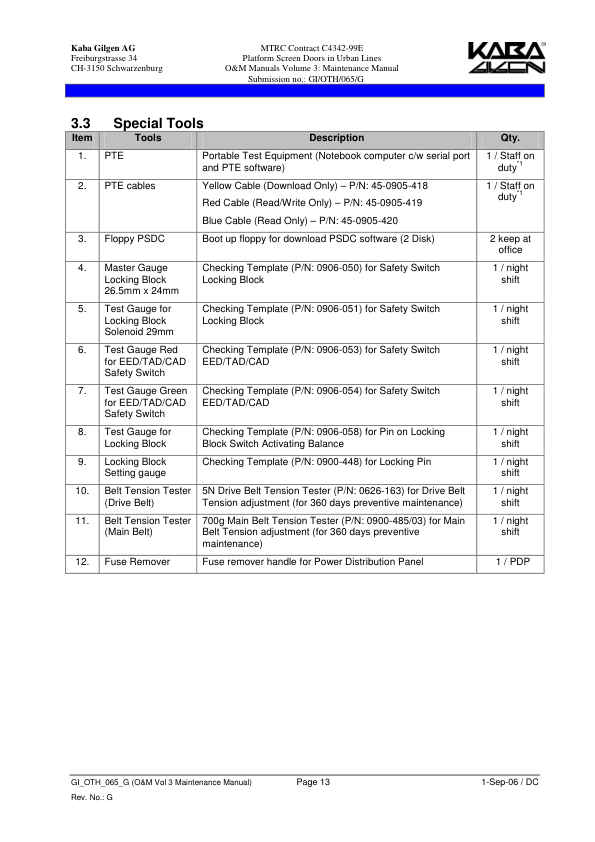 Kaba Gilgen AG
Freiburgstrasse 34
CH-3150 Schwarzenburg
MTRC Contract C4342-99E
Platform Screen Doors in Urban Lines
O&M Manuals Volume 3: Maintenance Manual
Submission no.: GI/OTH/065/G
KABA®
GILGEN
3.3 Special Tools
Item Tools Description Qty.
1. PTE Portable Test Equipment (Notebook computer c/w serial port 1 / Staff on
and PTE software) duty*1
2. PTE cables Yellow Cable (Download Only) – P/N: 45-0905-418 1 / Staff on
duty*1
Red Cable (Read/Write Only) – P/N: 45-0905-419
Blue Cable (Read Only) – P/N: 45-0905-420
3. Floppy PSDC Boot up floppy for download PSDC software (2 Disk) 2 keep at
office
4. Master Gauge Checking Template (P/N: 0906-050) for Safety Switch 1 / night
Locking Block Locking Block shift
26.5mm x 24mm
5. Test Gauge for Checking Template (P/N: 0906-051) for Safety Switch 1 / night
Locking Block Locking Block shift
Solenoid 29mm
6. Test Gauge Red Checking Template (P/N: 0906-053) for Safety Switch 1 / night
for EED/TAD/CAD EED/TAD/CAD shift
Safety Switch
7. Test Gauge Green Checking Template (P/N: 0906-054) for Safety Switch 1 / night
for EED/TAD/CAD EED/TAD/CAD shift
Safety Switch
8. Test Gauge for Checking Template (P/N: 0906-058) for Pin on Locking 1 / night
Locking Block Block Switch Activating Balance shift
9. Locking Block Checking Template (P/N: 0900-448) for Locking Pin 1 / night
Setting gauge shift
10. Belt Tension Tester 5N Drive Belt Tension Tester (P/N: 0626-163) for Drive Belt 1 / night
(Drive Belt) Tension adjustment (for 360 days preventive maintenance) shift
11. Belt Tension Tester 700g Main Belt Tension Tester (P/N: 0900-485/03) for Main 1 / night
(Main Belt) Belt Tension adjustment (for 360 days preventive shift
maintenance)
12. Fuse Remover Fuse remover handle for Power Distribution Panel 1 / PDP
GI_OTH_065_G (O&M Vol 3 Maintenance Manual) Page 13 1-Sep-06 / DC
Rev. No.: G